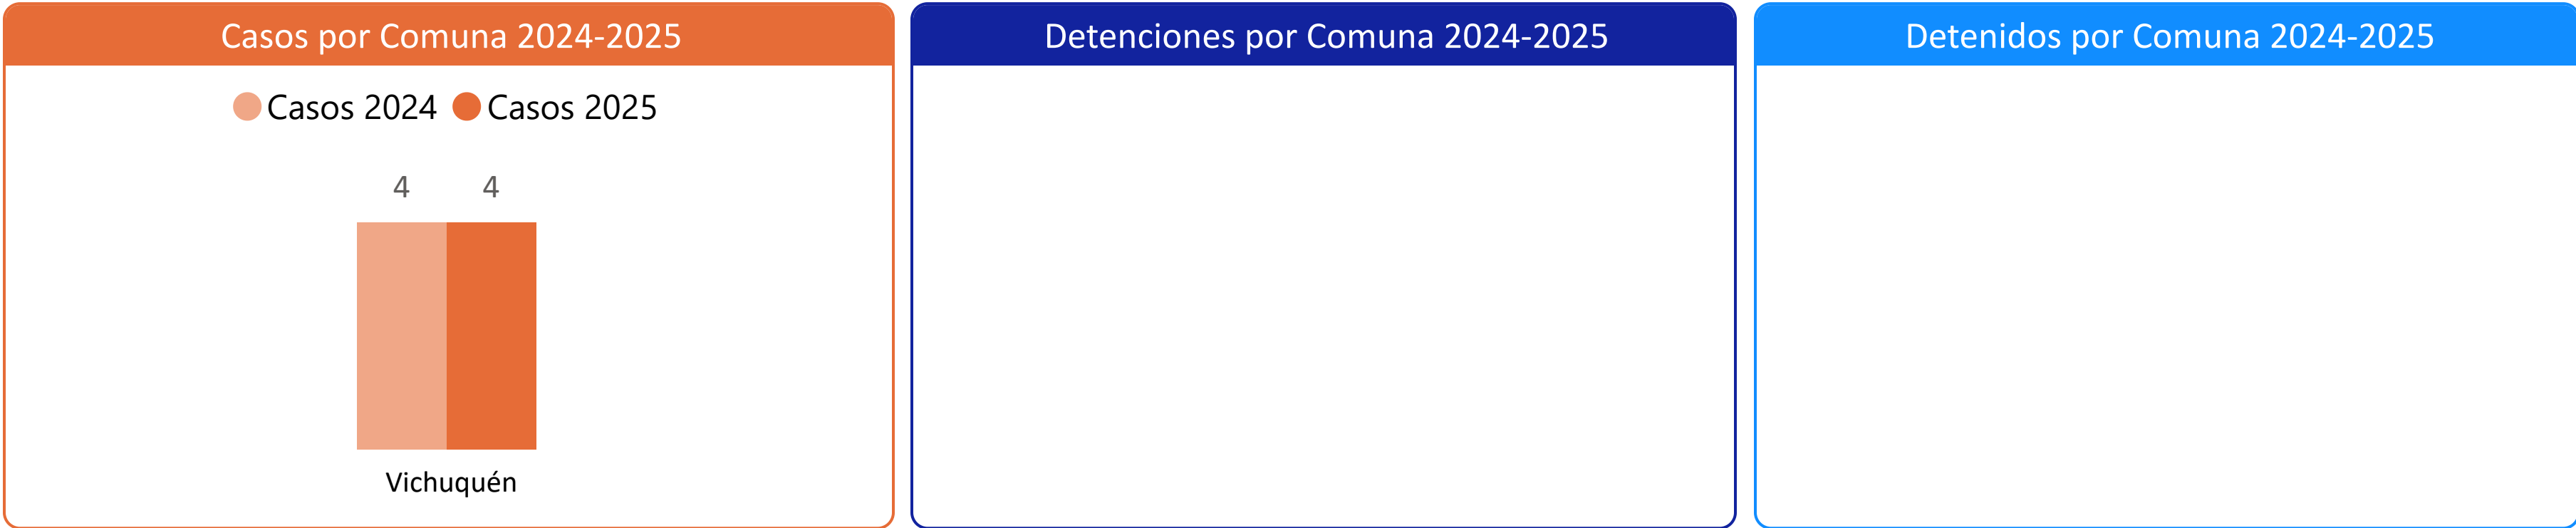 Casos por Comuna 2024-2025
Casos 2024 Casos 2025
4 4
Vichuquén
Detenciones por Comuna 2024-2025
Detenidos por Comuna 2024-2025